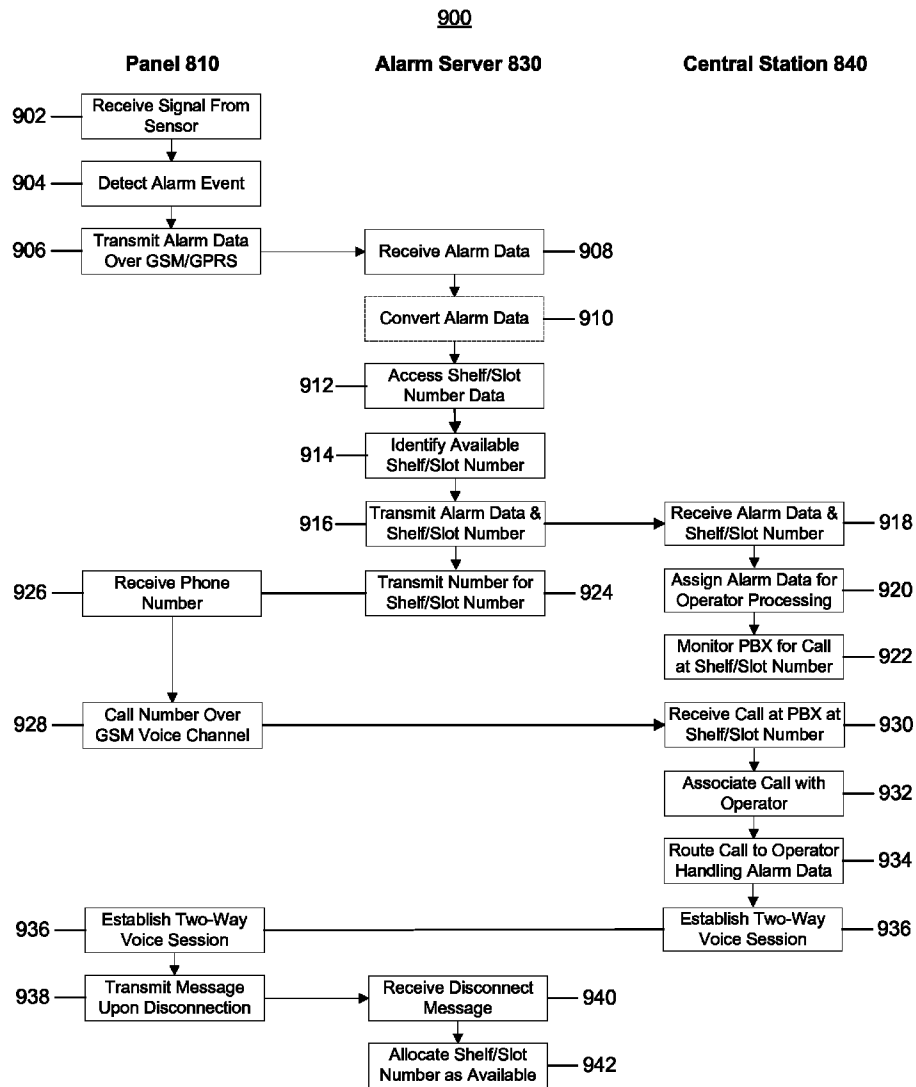 900
Panel 810
Alarm Server 830
Central Station 840
902
Receive Signal From
Sensor
904
Detect Alarm Event
906
Transmit Alarm Data
Over GSM/GPRS
Receive Alarm Data
908
Convert Alarm Data
910
912
Access Shelf/Slot
Number Data
914
Identify Available
Shelf/Slot Number
916
Transmit Alarm Data &
Shelf/Slot Number
Receive Alarm Data &
Shelf/Slot Number
918
926
Receive Phone
Number
Transmit Number for
Shelf/Slot Number
924
Assign Alarm Data for
Operator Processing
920
Monitor PBX for Call
at Shelf/Slot Number
922
928
Call Number Over
GSM Voice Channel
Receive Call at PBX at
Shelf/Slot Number
930
Associate Call with
Operator
932
Route Call to Operator
Handling Alarm Data
934
936
Establish Two-Way
Voice Session
Establish Two-Way
Voice Session
936
938
Transmit Message
Upon Disconnection
Receive Disconnect
Message
940
Allocate Shelf/Slot
Number as Available
942